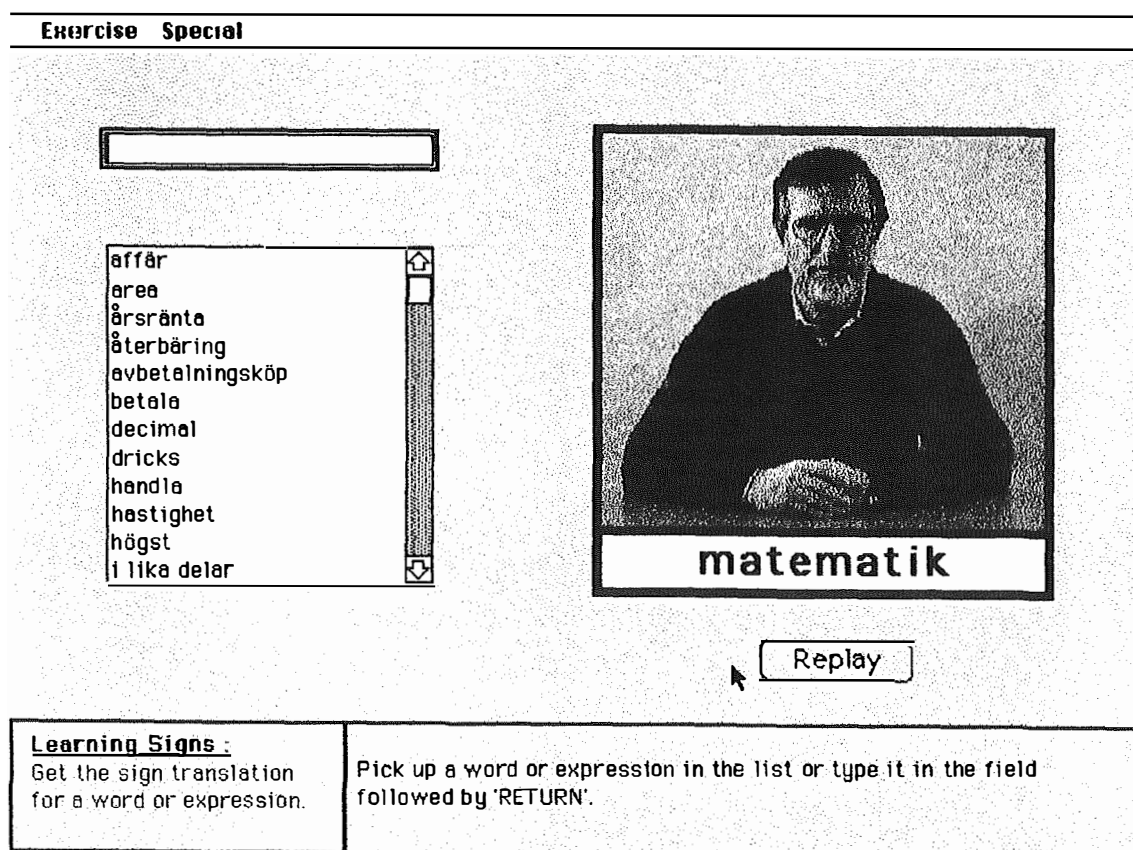 Exercise Special
affär
area
årsränta
återbäring
avbetalningsköp
betala
decimal
dricks
handla
hastighet
högst
i lika delar
matematik
Replay
Learning Signs :
Get the sign translation
for a word or expression.
Pick up a word or expression in the list or type it in the field
followed by 'RETURN'.